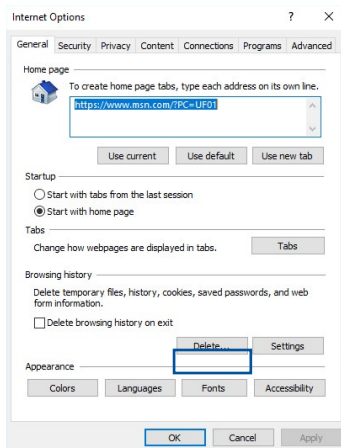 Internet Options ? X
General Security Privacy Content Connections Programs Advanced
Home page
To create home page tabs, type each address on its own line.
https://www.msn.com/?PC=UF01
Use current Use default Use new tab
Startup
Start with tabs from the last session
Start with home page
Tabs
Change how webpages are displayed in tabs. Tabs
Browsing history
Delete temporary files, history, cookies, saved passwords, and web
form information.
Delete browsing history on exit
Delete... Settings
Appearance
Colors Languages Fonts Accessibility
OK Cancel Apply